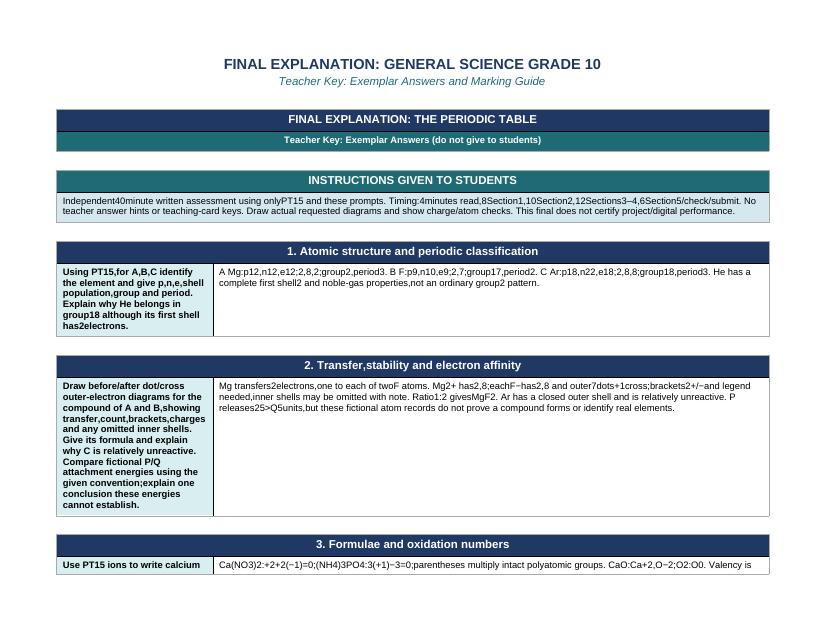 FINAL EXPLANATION: GENERAL SCIENCE GRADE 10
Teacher Key: Exemplar Answers and Marking Guide
FINAL EXPLANATION: THE PERIODIC TABLE
Teacher Key: Exemplar Answers (do not give to students)
INSTRUCTIONS GIVEN TO STUDENTS
Independent40minute written assessment using onlyPT15 and these prompts. Timing:4minutes read,8Section1,10Section2,12Sections3–4,6Section5/check/submit. No
teacher answer hints or teaching-card keys. Draw actual requested diagrams and show charge/atom checks. This final does not certify project/digital performance.
1. Atomic structure and periodic classification
Using PT15,for A,B,C identify
the element and give p,n,e,shell
population,group and period.
Explain why He belongs in
group18 although its first shell
has2electrons.
A Mg:p12,n12,e12;2,8,2;group2,period3. B F:p9,n10,e9;2,7;group17,period2. C Ar:p18,n22,e18;2,8,8;group18,period3. He has a
complete first shell2 and noble-gas properties,not an ordinary group2 pattern.
2. Transfer,stability and electron affinity
Draw before/after dot/cross
outer-electron diagrams for the
compound of A and B,showing
transfer,count,brackets,charges
and any omitted inner shells.
Give its formula and explain
why C is relatively unreactive.
Compare fictional P/Q
attachment energies using the
given convention;explain one
conclusion these energies
cannot establish.
Mg transfers2electrons,one to each of twoF atoms. Mg2+ has2,8;eachF−has2,8 and outer7dots+1cross;brackets2+/−and legend
needed,inner shells may be omitted with note. Ratio1:2 givesMgF2. Ar has a closed outer shell and is relatively unreactive. P
releases25>Q5units,but these fictional atom records do not prove a compound forms or identify real elements.
3. Formulae and oxidation numbers
Use PT15 ions to write calcium
Ca(NO3)2:+2+2(−1)=0;(NH4)3PO4:3(+1)−3=0;parentheses multiply intact polyatomic groups. CaO:Ca+2,O−2;O2:O0. Valency is